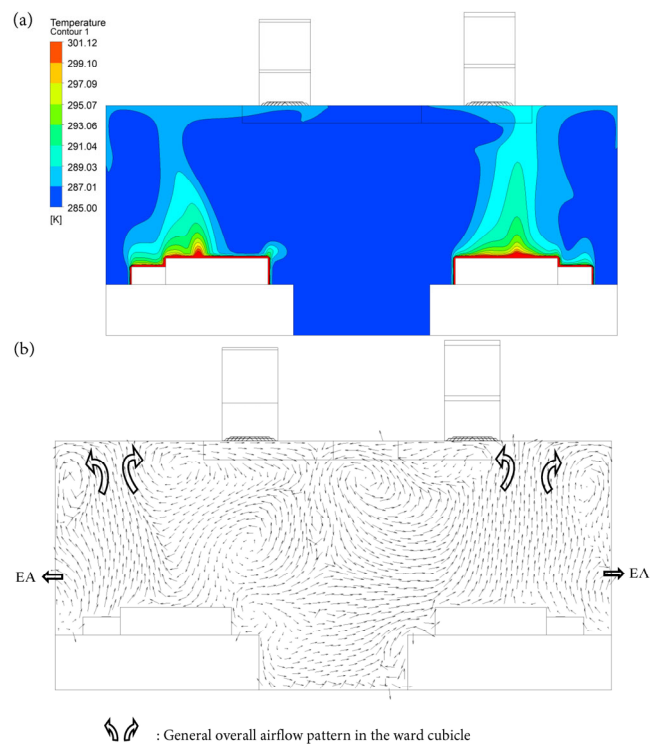 (a)
Temperature
Contour 1
301.12
299.10
297.09
295.07
293.06
291.04
289.03
287.01
285.00
[K]
(b)
EA
EA
: General overall airflow pattern in the ward cubicle